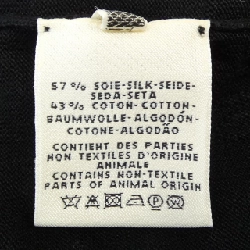 57% SOIE-SILK-SEIDE-
SEDA-SETA
43% COTON-COTTON-
BAUMWOLLE-ALGODÓN-
COTONE-ALGODÃO
CONTIENT DES PARTIES
NON TEXTILES D'ORIGINE
ANIMALE
CONTAINS NON-TEXTILE
PARTS OF ANIMAL ORIGIN
P W